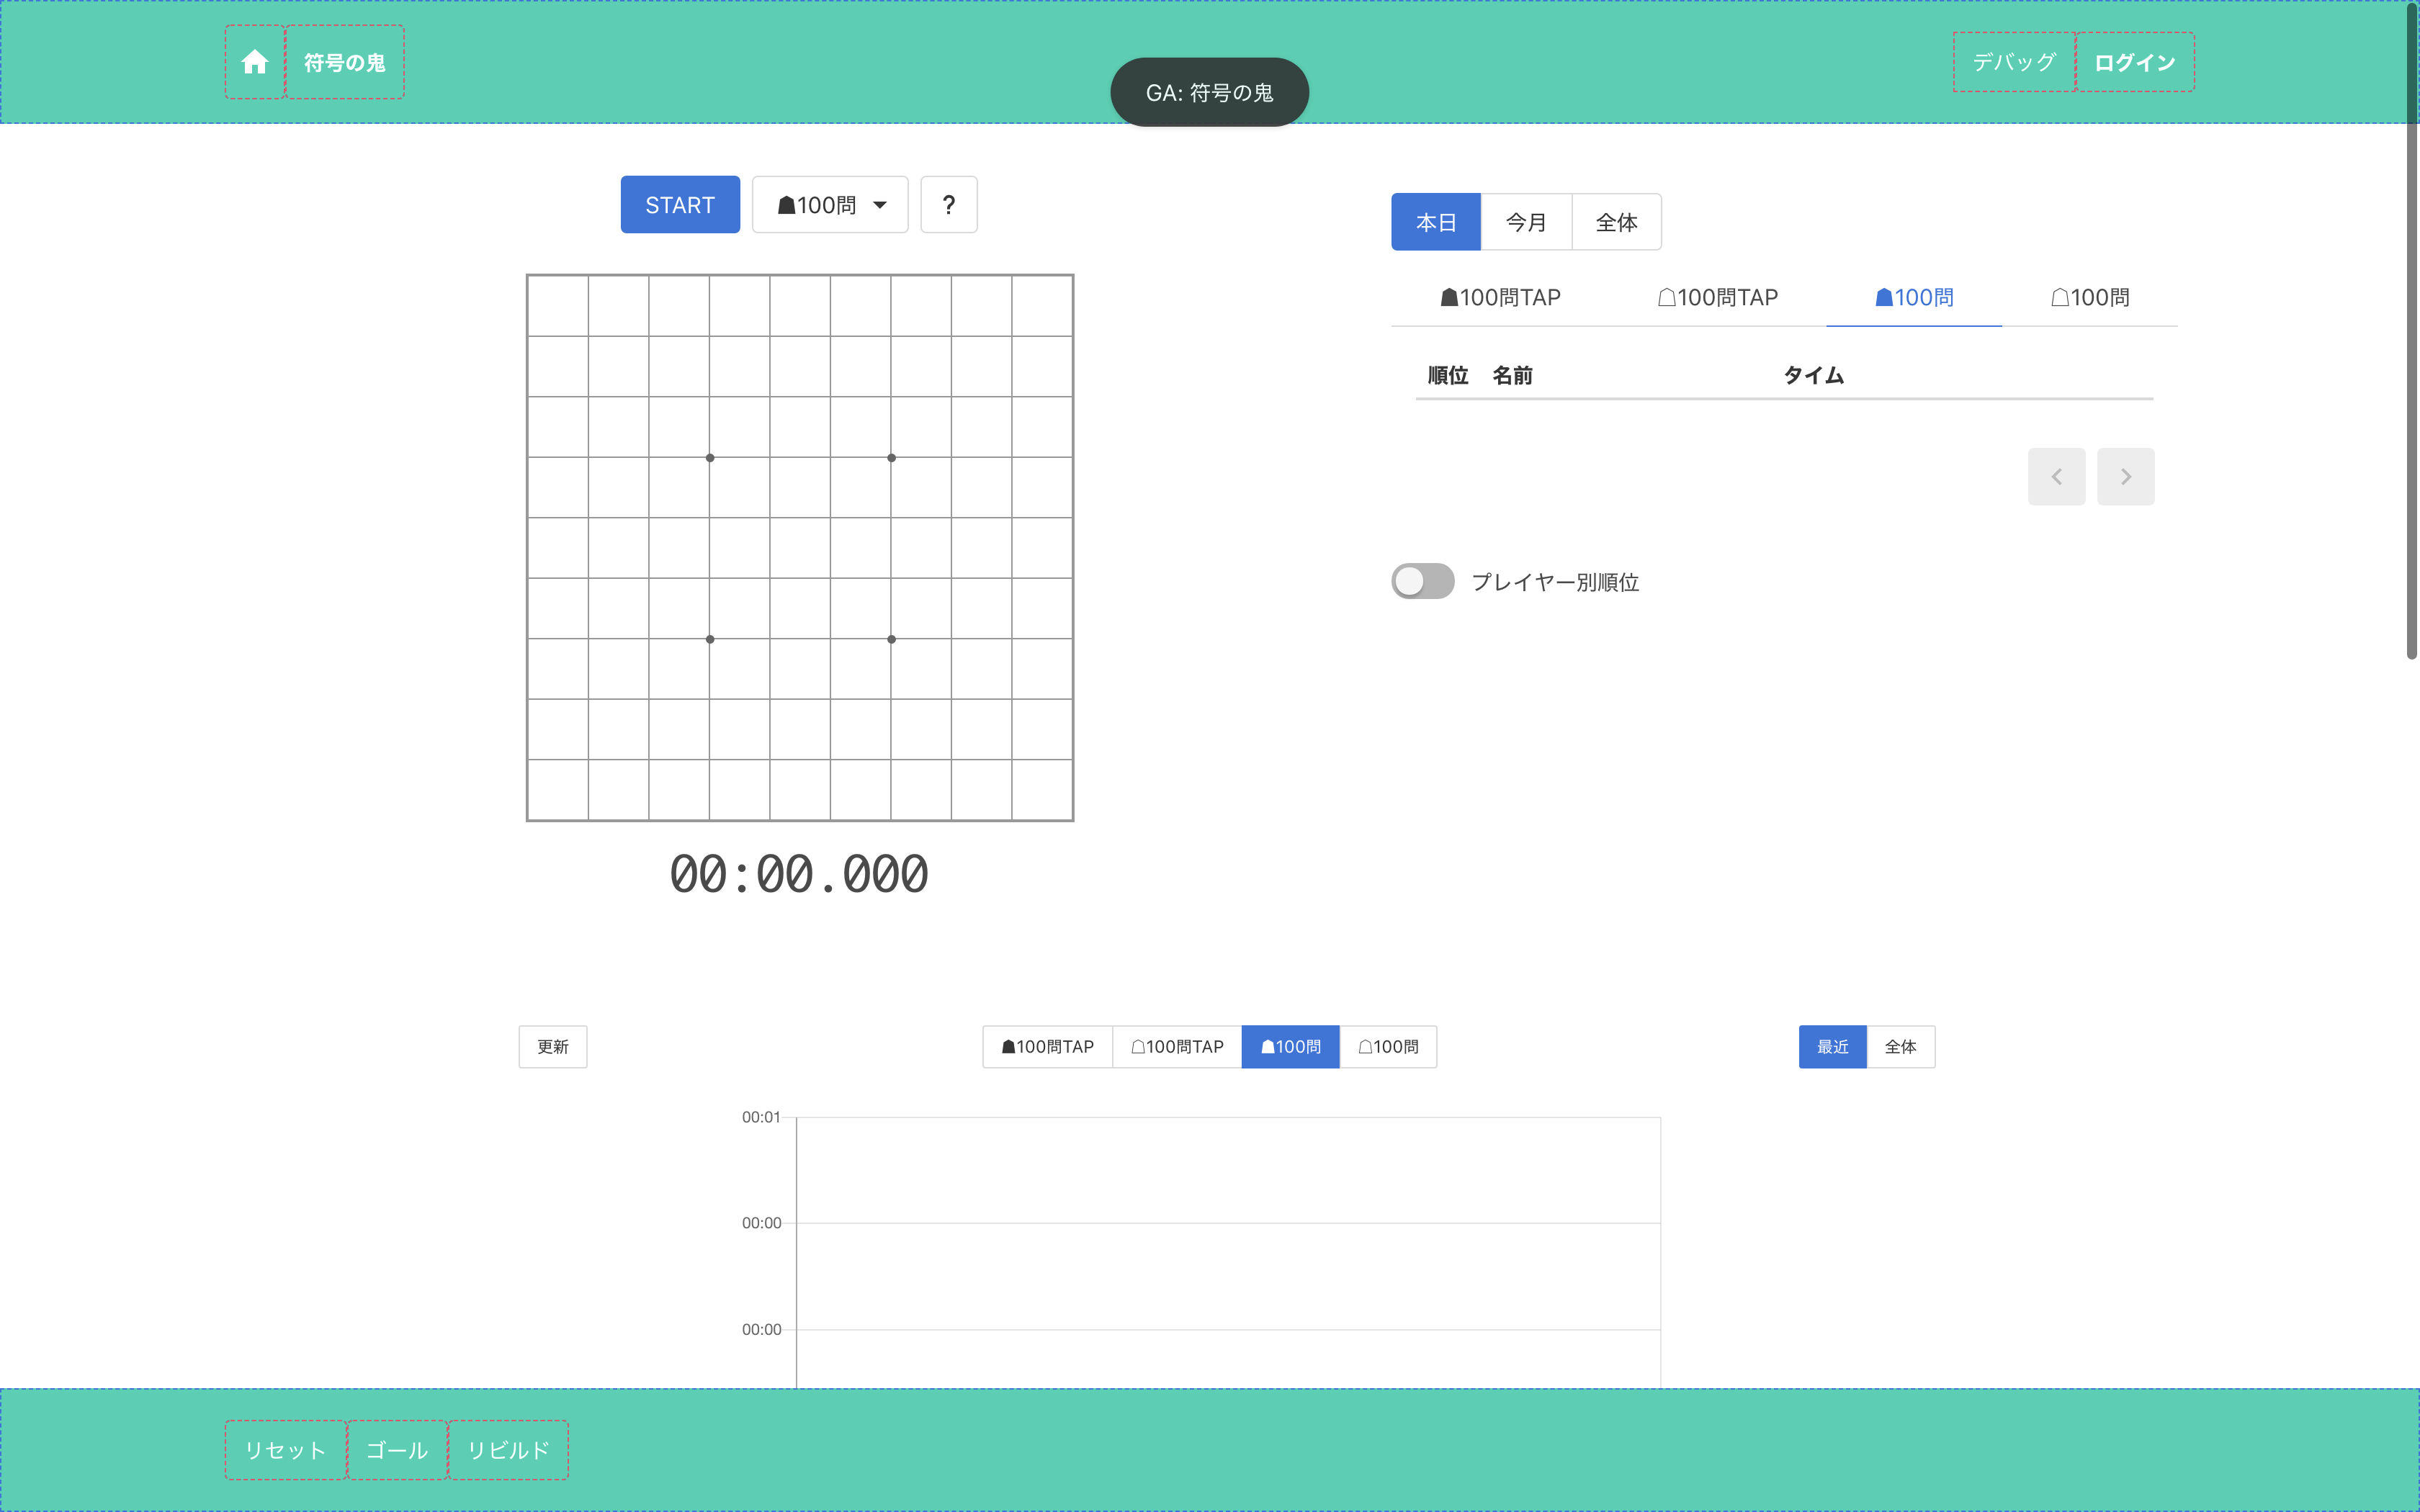 符号の鬼
デバッグ ログイン
GA: 符号の鬼
START ☗100問 ?
本日 今月 全体
☗100問TAP ☖100問TAP ☗100問 ☖100問
順位 名前 タイム
プレイヤー別順位
00:00.000
更新 ☗100問TAP ☖100問TAP ☗100問 ☖100問 最近 全体
00:01
00:00
00:00
リセット ゴール リビルド